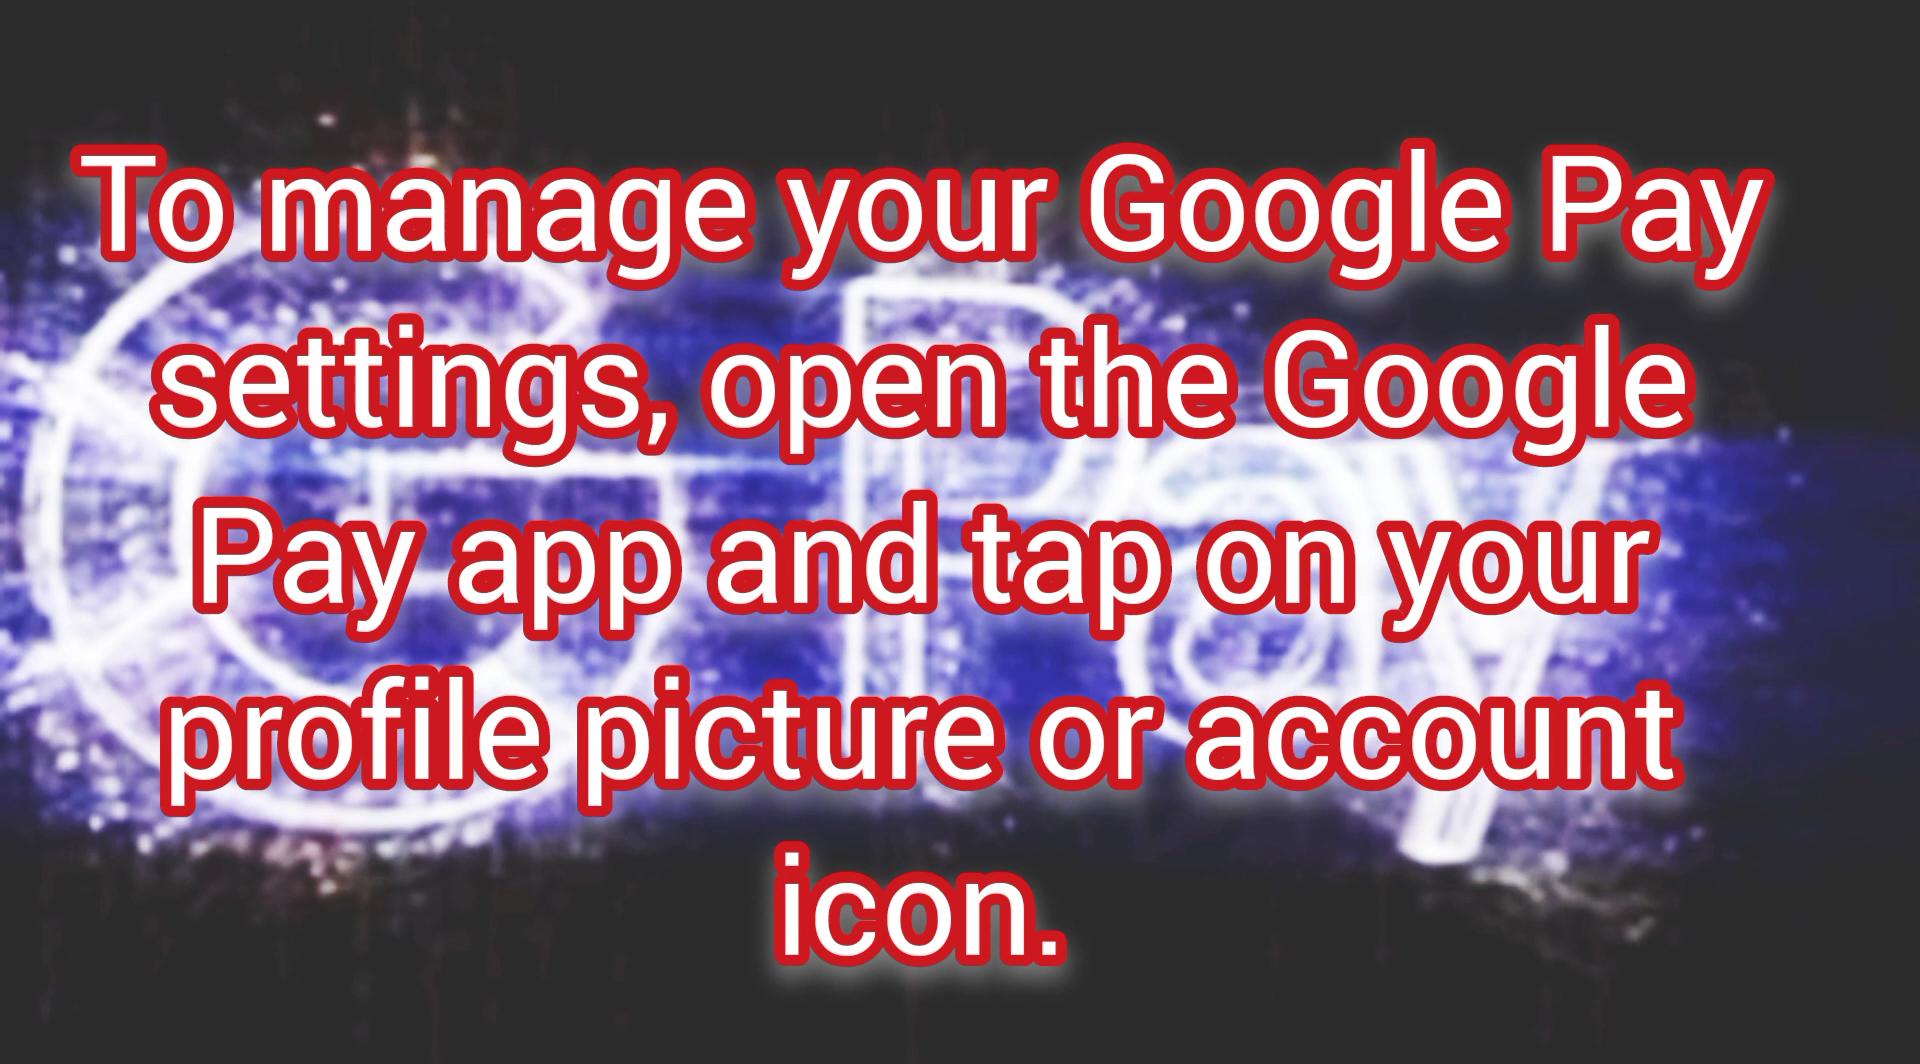 To manage your Google Pay
settings, open the Google
Pay app and tap on your
profile picture or account
icon.
G Pay